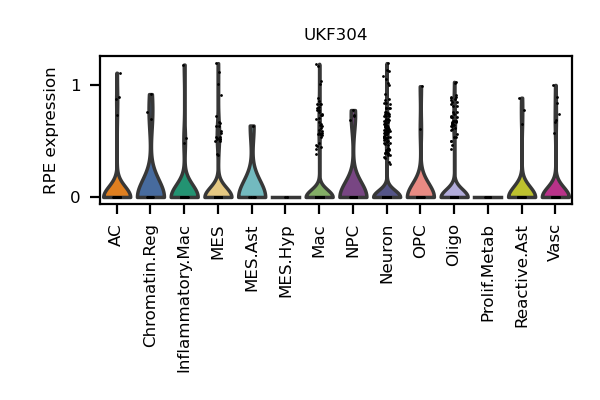 UKF304
RPE expression
1
0
AC
Chromatin.Reg
Inflammatory.Mac
MES
MES.Ast
MES.Hyp
Mac
NPC
Neuron
OPC
Oligo
Prolif.Metab
Reactive.Ast
Vasc